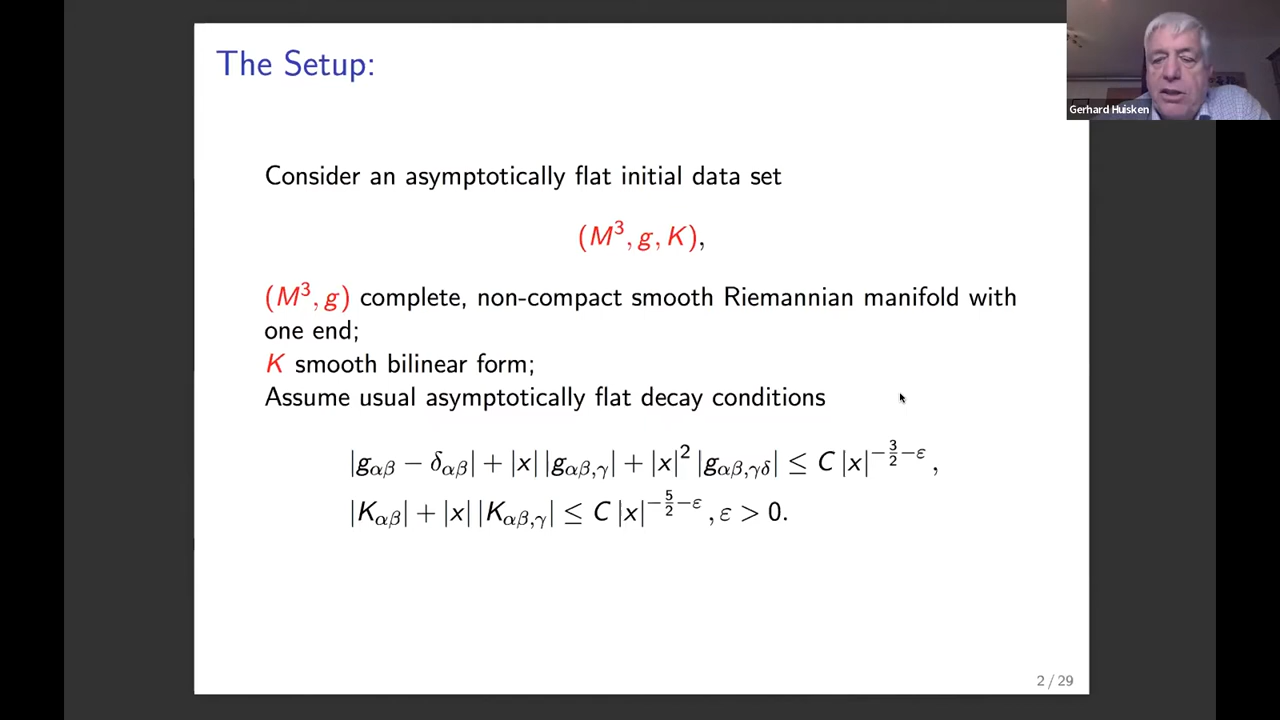 The Setup:
Gerhard Huisken
Consider an asymptotically flat initial data set
(M³, g, K),
(M³, g) complete, non-compact smooth Riemannian manifold with
one end;
K smooth bilinear form;
Assume usual asymptotically flat decay conditions
|g_{αβ} − δ_{αβ}| + |x| |g_{αβ,γ}| + |x|² |g_{αβ,γδ}| ≤ C |x|^{−3/2−ε} ,
|K_{αβ}| + |x| |K_{αβ,γ}| ≤ C |x|^{−5/2−ε} , ε > 0.
2 / 29